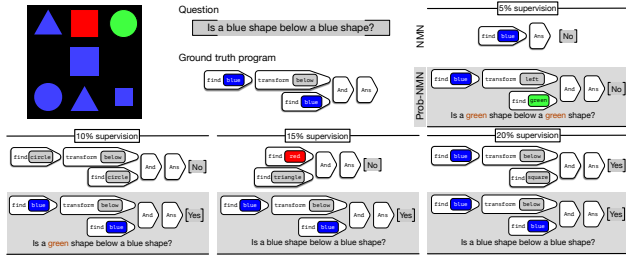 Question
Is a blue shape below a blue shape?
Ground truth program
find blue transform below And Ans
find blue
5% supervision
NMN
find blue Ans [No]
Prob-NMN
find blue transform left And Ans [No]
find green
Is a green shape below a green shape?
10% supervision
find circle transform below And Ans [No]
find circle
find blue transform below And Ans [Yes]
find blue
Is a green shape below a blue shape?
15% supervision
find red And Ans [No]
find triangle
find blue transform below And Ans [Yes]
find blue
Is a blue shape below a blue shape?
20% supervision
find blue transform below And Ans [Yes]
find square
find blue transform below And Ans [Yes]
find blue
Is a blue shape below a blue shape?